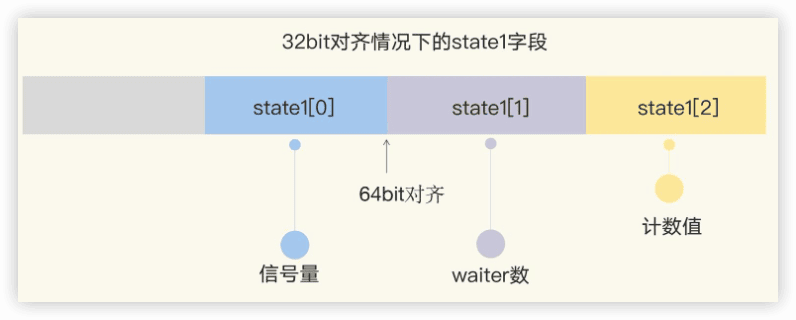 32bit对齐情况下的state1字段
state1[0]
state1[1]
state1[2]
64bit对齐
计数值
信号量
waiter数